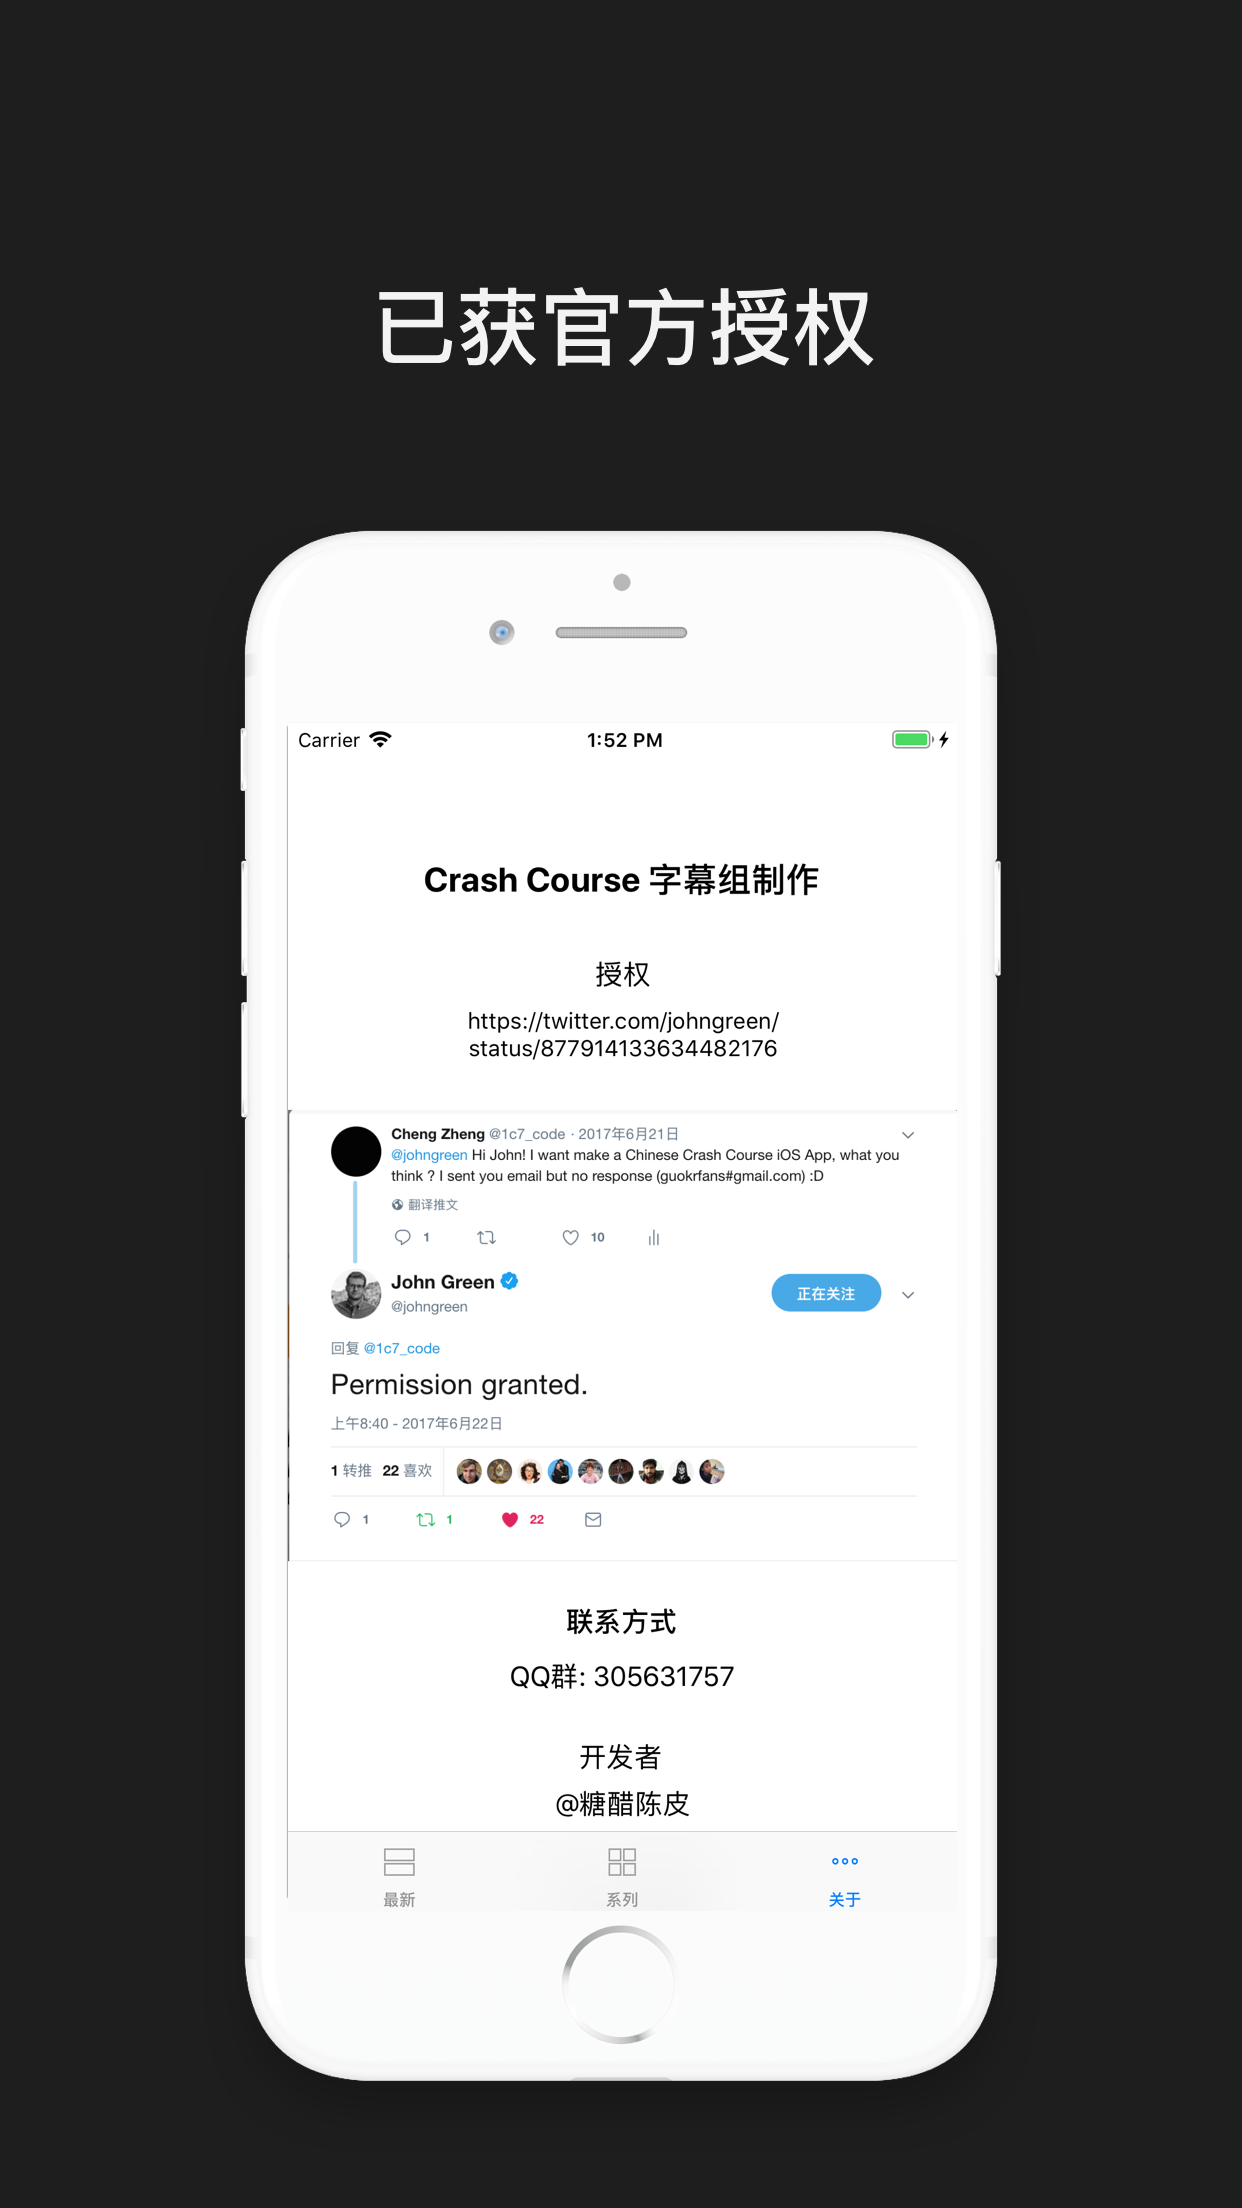 已获官方授权
Carrier
1:52 PM
Crash Course 字幕组制作
授权
https://twitter.com/johngreen/
status/877914133634482176
Cheng Zheng @1c7_code · 2017年6月21日
@johngreen Hi John! I want make a Chinese Crash Course iOS App, what you
think ? I sent you email but no response (guokrfans#gmail.com) :D
翻译推文
1 10
John Green
正在关注
@johngreen
回复 @1c7_code
Permission granted.
上午8:40 - 2017年6月22日
1 转推 22 喜欢
1 1 22
联系方式
QQ群: 305631757
开发者
@糖醋陈皮
最新 系列 关于